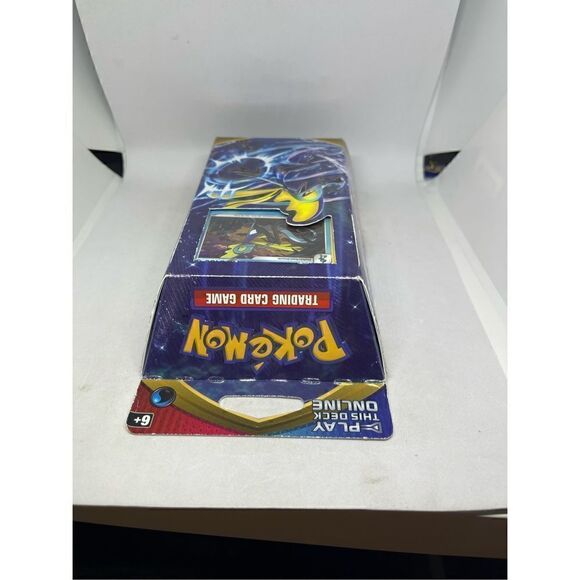 POKéMON
TRADING CARD GAME
PLAY
THIS DECK
ONLINE
6+